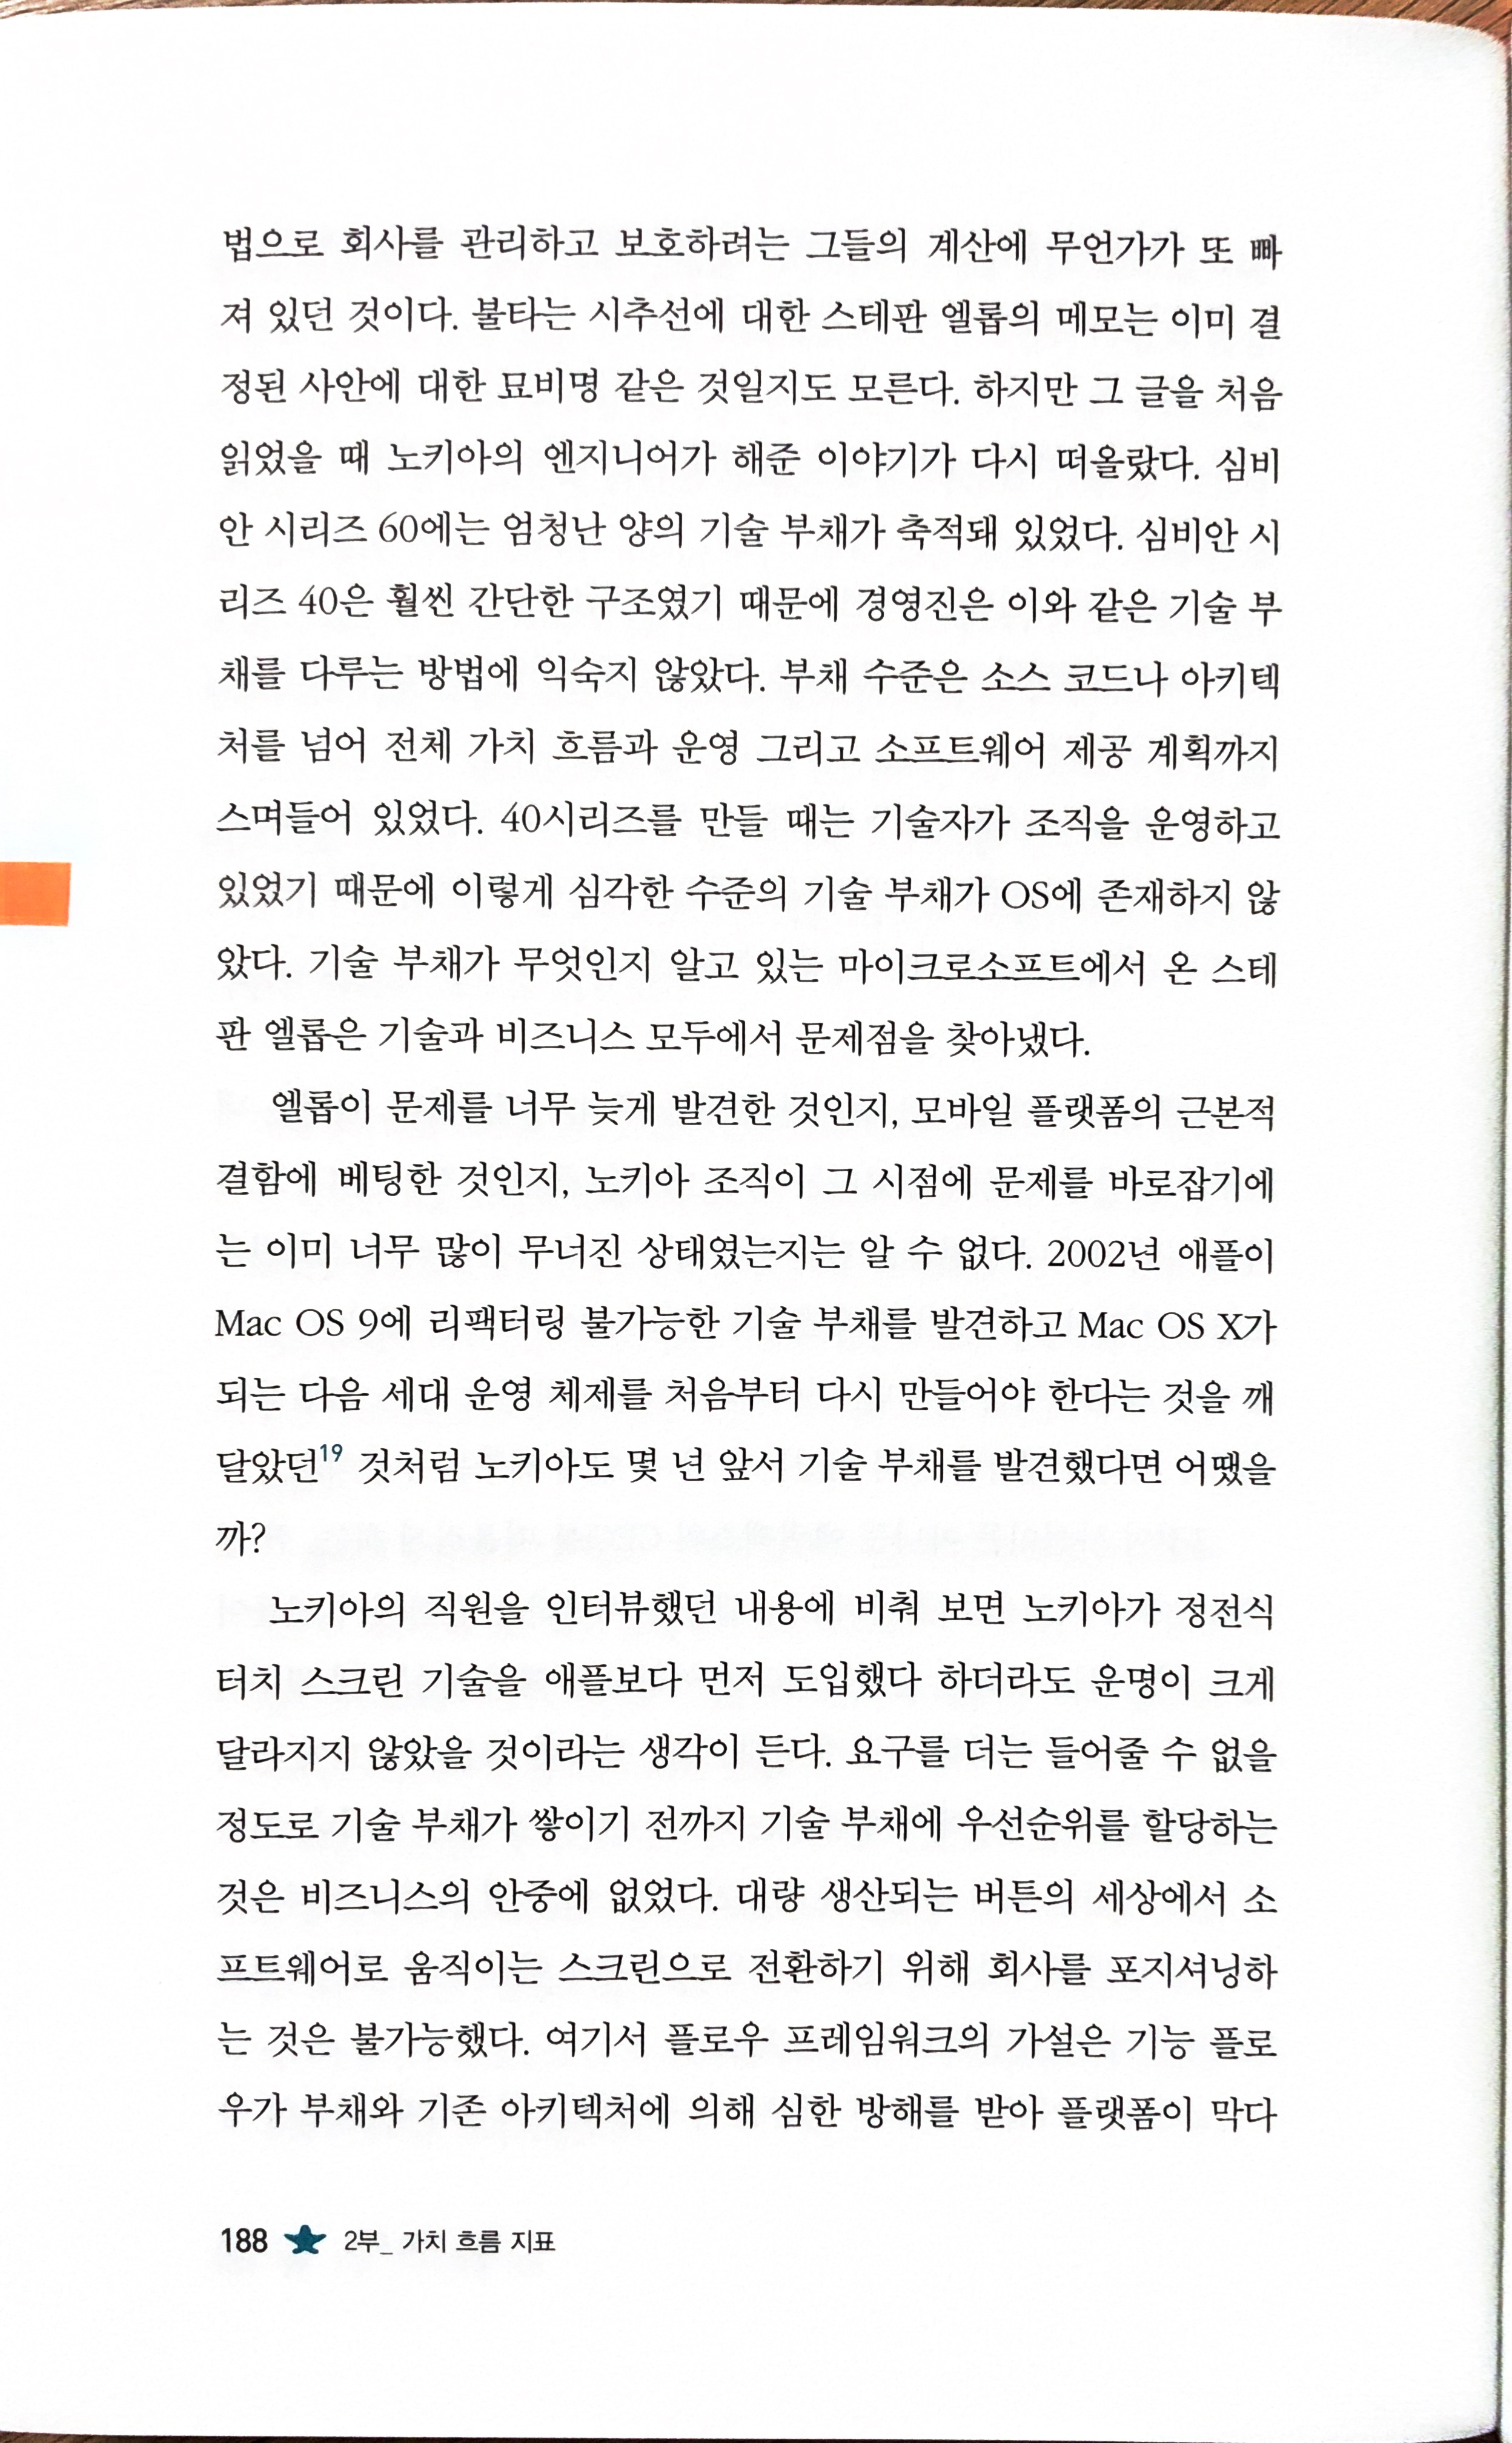 법으로 회사를 관리하고 보호하려는 그들의 계산에 무언가가 또 빠
져 있던 것이다. 불타는 시추선에 대한 스테판 엘롭의 메모는 이미 결
정된 사안에 대한 묘비명 같은 것일지도 모른다. 하지만 그 글을 처음
읽었을 때 노키아의 엔지니어가 해준 이야기가 다시 떠올랐다. 심비
안 시리즈 60에는 엄청난 양의 기술 부채가 축적돼 있었다. 심비안 시
리즈 40은 훨씬 간단한 구조였기 때문에 경영진은 이와 같은 기술 부
채를 다루는 방법에 익숙지 않았다. 부채 수준은 소스 코드나 아키텍
처를 넘어 전체 가치 흐름과 운영 그리고 소프트웨어 제공 계획까지
스며들어 있었다. 40시리즈를 만들 때는 기술자가 조직을 운영하고
있었기 때문에 이렇게 심각한 수준의 기술 부채가 OS에 존재하지 않
았다. 기술 부채가 무엇인지 알고 있는 마이크로소프트에서 온 스테
판 엘롭은 기술과 비즈니스 모두에서 문제점을 찾아냈다.
엘롭이 문제를 너무 늦게 발견한 것인지, 모바일 플랫폼의 근본적
결함에 베팅한 것인지, 노키아 조직이 그 시점에 문제를 바로잡기에
는 이미 너무 많이 무너진 상태였는지는 알 수 없다. 2002년 애플이
Mac OS 9에 리팩터링 불가능한 기술 부채를 발견하고 Mac OS X가
되는 다음 세대 운영 체제를 처음부터 다시 만들어야 한다는 것을 깨
달았던19 것처럼 노키아도 몇 년 앞서 기술 부채를 발견했다면 어땠을
까?
노키아의 직원을 인터뷰했던 내용에 비춰 보면 노키아가 정전식
터치 스크린 기술을 애플보다 먼저 도입했다 하더라도 운명이 크게
달라지지 않았을 것이라는 생각이 든다. 요구를 더는 들어줄 수 없을
정도로 기술 부채가 쌓이기 전까지 기술 부채에 우선순위를 할당하는
것은 비즈니스의 안중에 없었다. 대량 생산되는 버튼의 세상에서 소
프트웨어로 움직이는 스크린으로 전환하기 위해 회사를 포지셔닝하
는 것은 불가능했다. 여기서 플로우 프레임워크의 가설은 기능 플로
우가 부채와 기존 아키텍처에 의해 심한 방해를 받아 플랫폼이 막다
188 2부_ 가치 흐름 지표